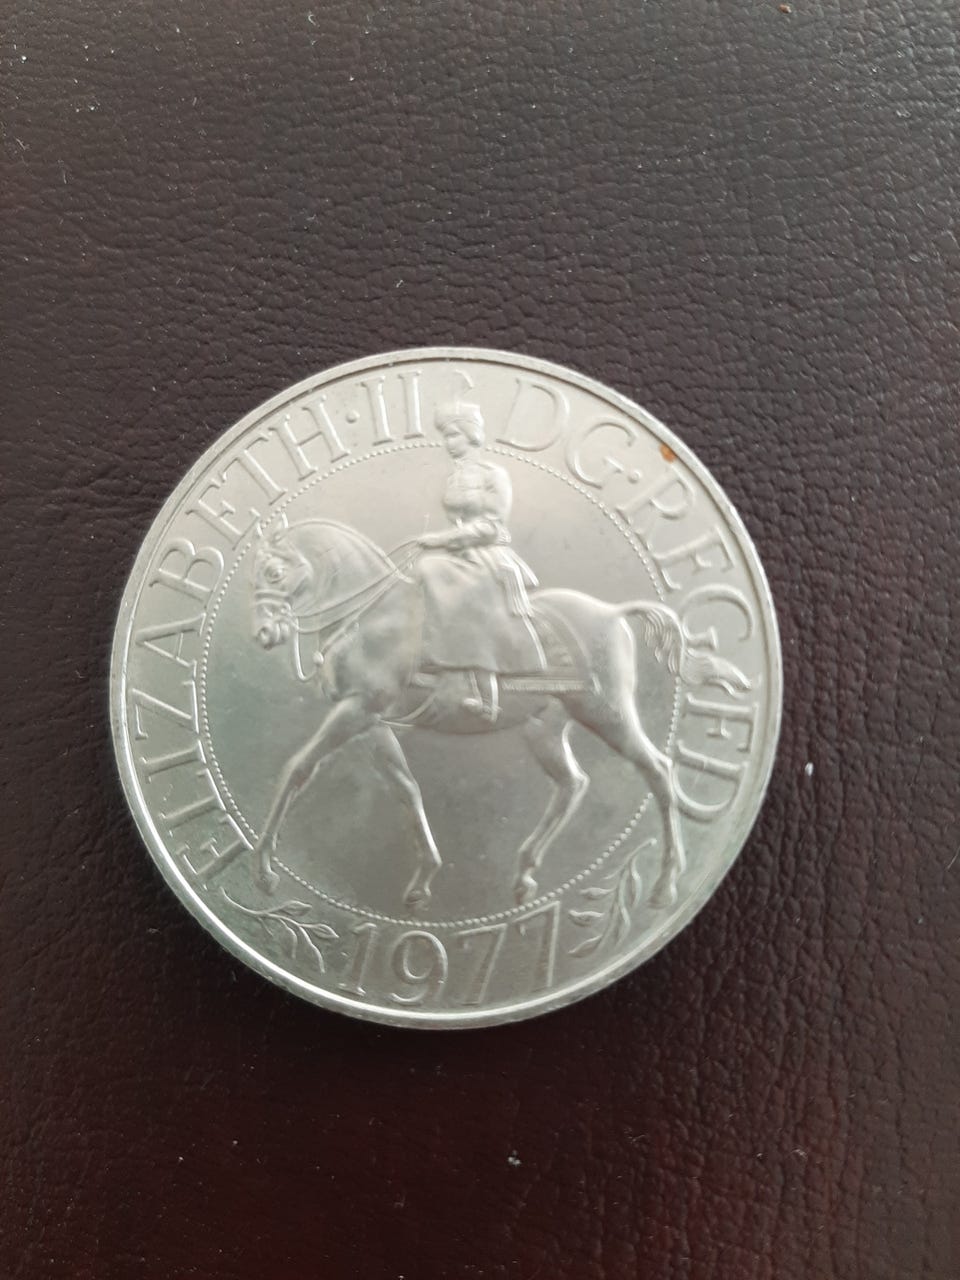 ELIZABETH·II DG·REG FD
1977